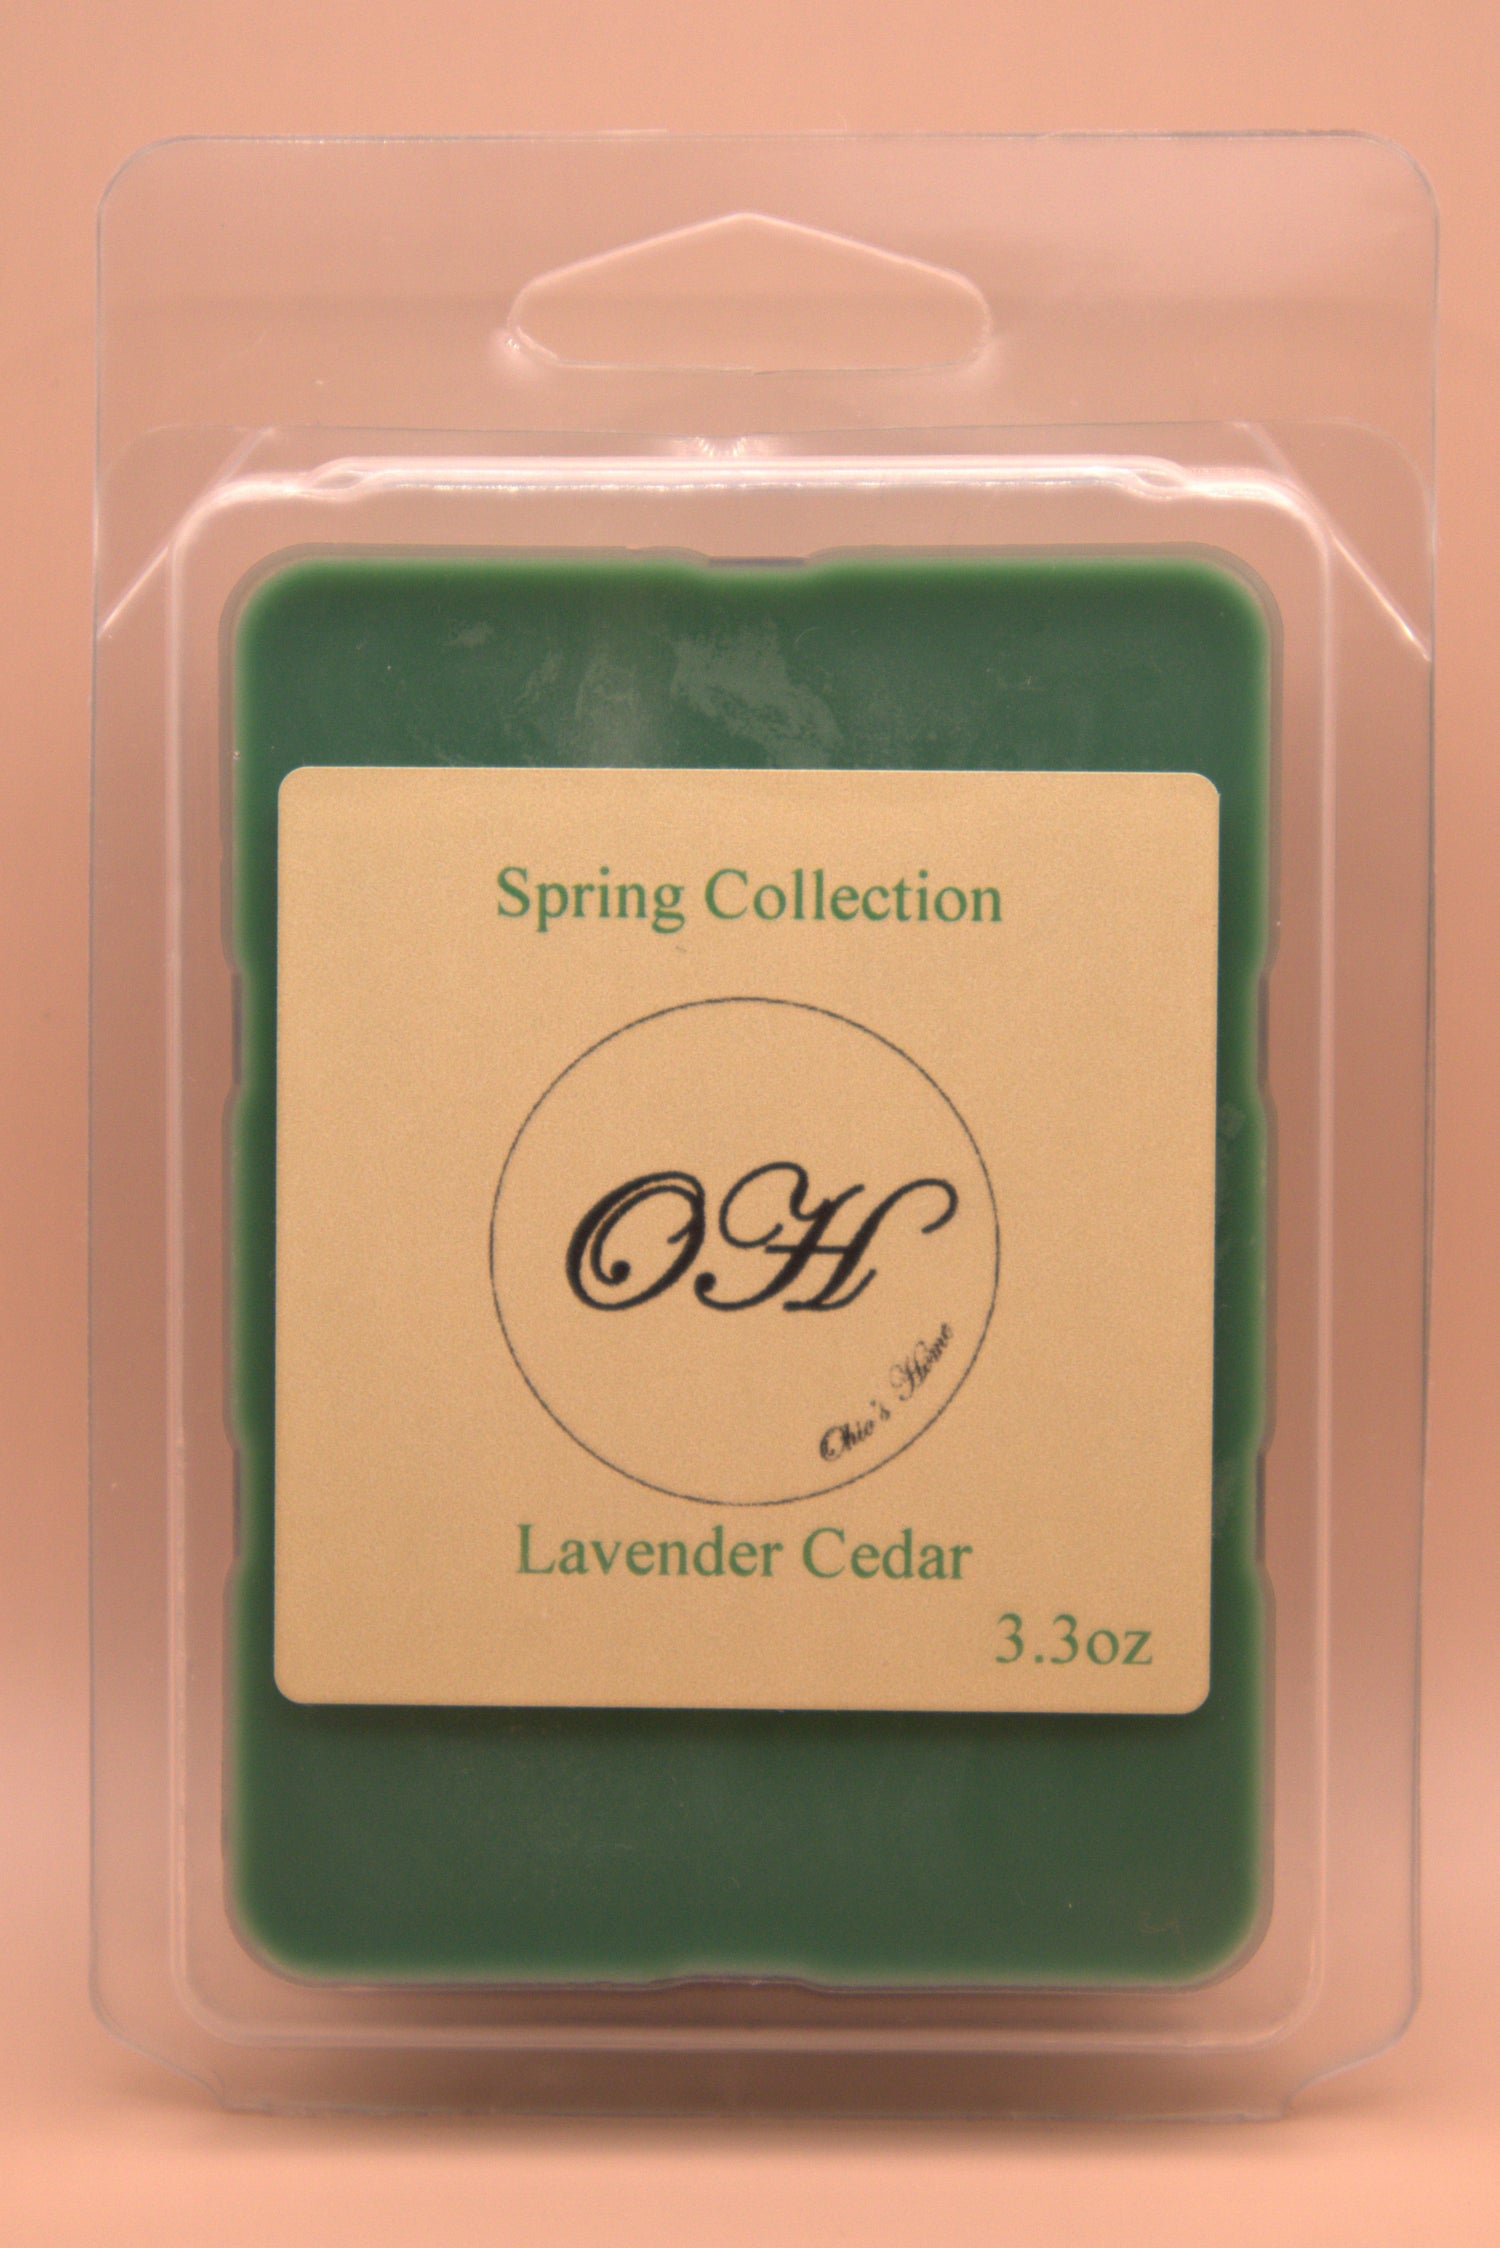 Spring Collection
OH
Ohio's Home
Lavender Cedar
3.3oz